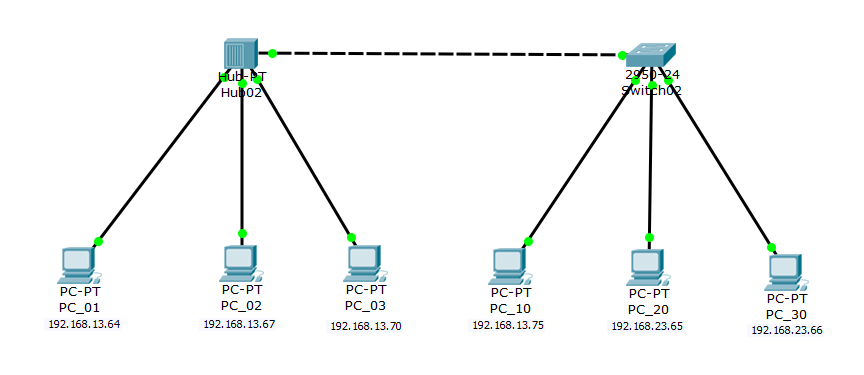 Hub-PT
Hub02
2950-24
Switch02
PC-PT
PC_01
192.168.13.64
PC-PT
PC_02
192.168.13.67
PC-PT
PC_03
192.168.13.70
PC-PT
PC_10
192.168.13.75
PC-PT
PC_20
192.168.23.65
PC-PT
PC_30
192.168.23.66